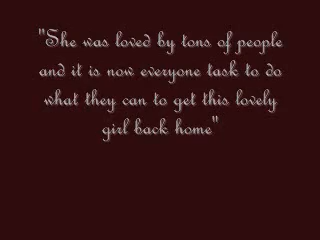 "She was loved by tons of people
and it is now everyone task to do
what they can to get this lovely
girl back home"